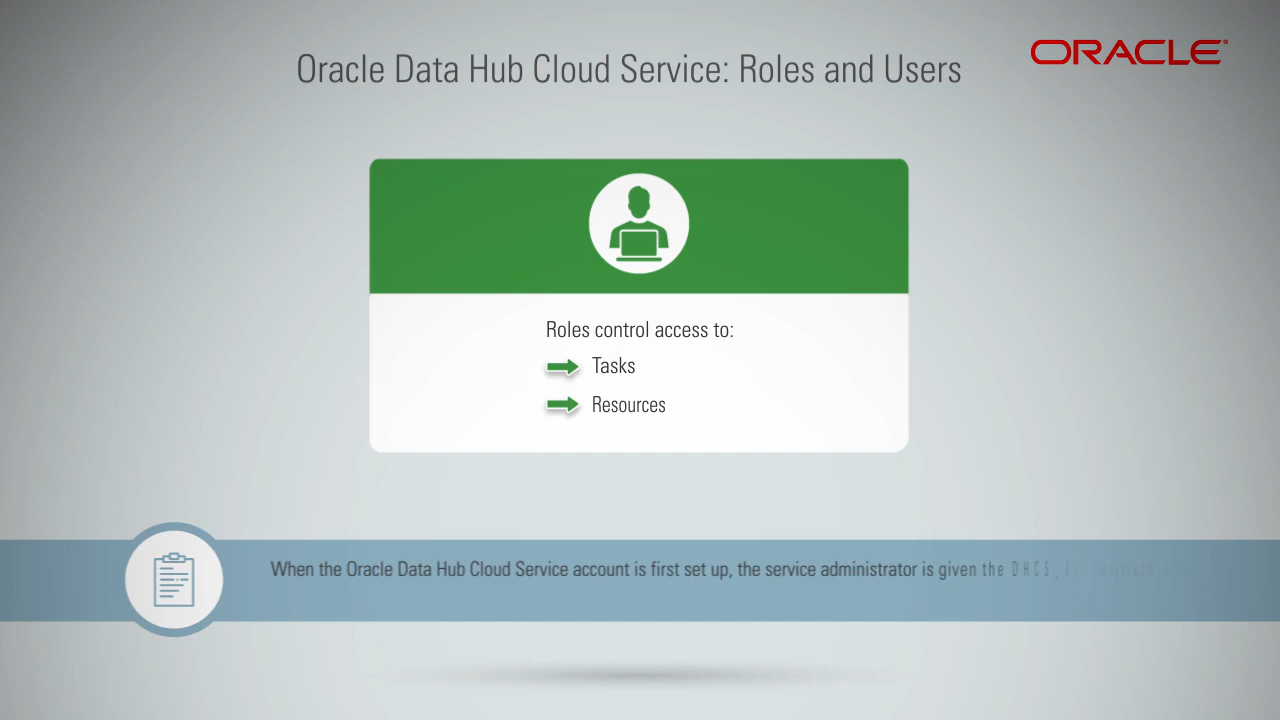 ORACLE
Oracle Data Hub Cloud Service: Roles and Users
Roles control access to:
Tasks
Resources
When the Oracle Data Hub Cloud Service account is first set up, the service administrator is given the